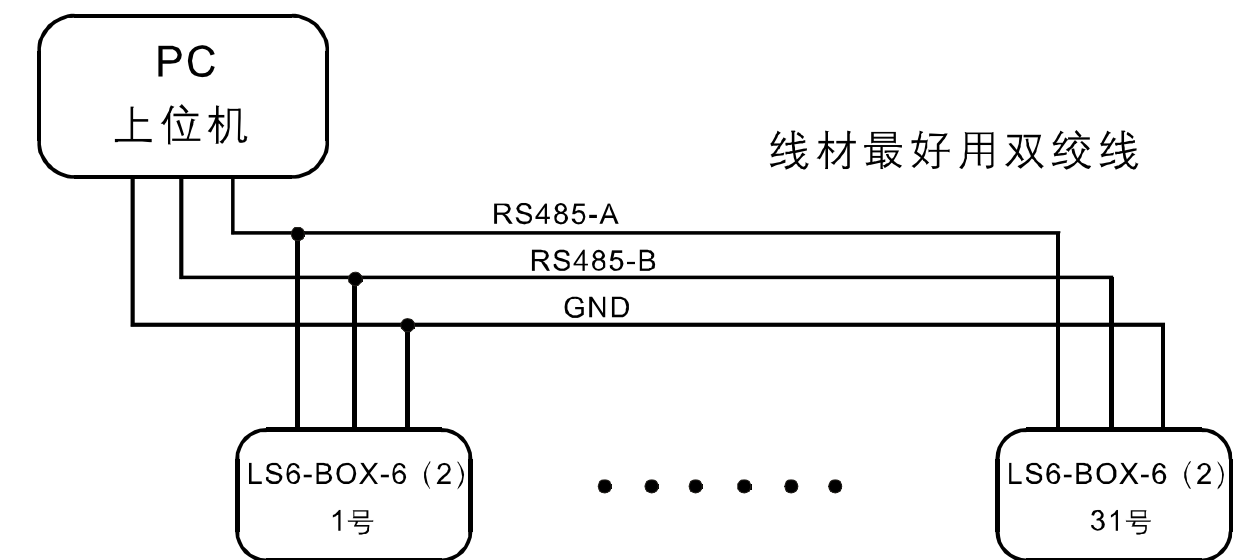 PC
上位机
线材最好用双绞线
RS485-A
RS485-B
GND
LS6-BOX-6（2）
1号
LS6-BOX-6（2）
31号